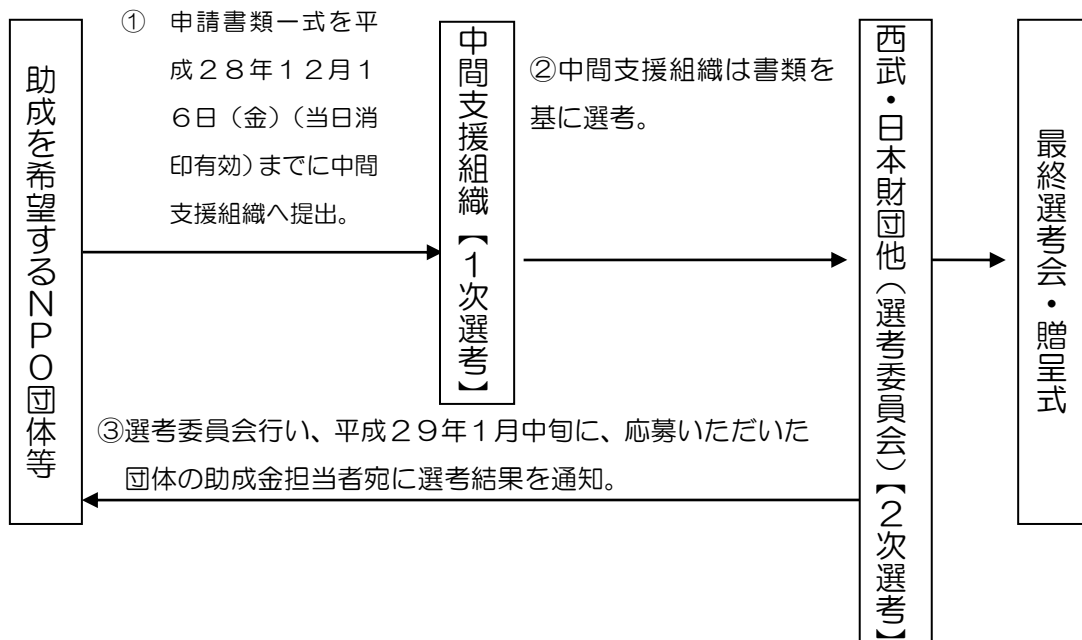 助成を希望するＮＰＯ団体等
①　申請書類一式を平
成２８年１２月１
６日（金）（当日消
印有効）までに中間
支援組織へ提出。
中間支援組織【１次選考】
②中間支援組織は書類を
基に選考。
西武・日本財団他（選考委員会）【２次選考】
最終選考会・贈呈式
③選考委員会行い、平成２９年１月中旬に、応募いただいた
団体の助成金担当者宛に選考結果を通知。